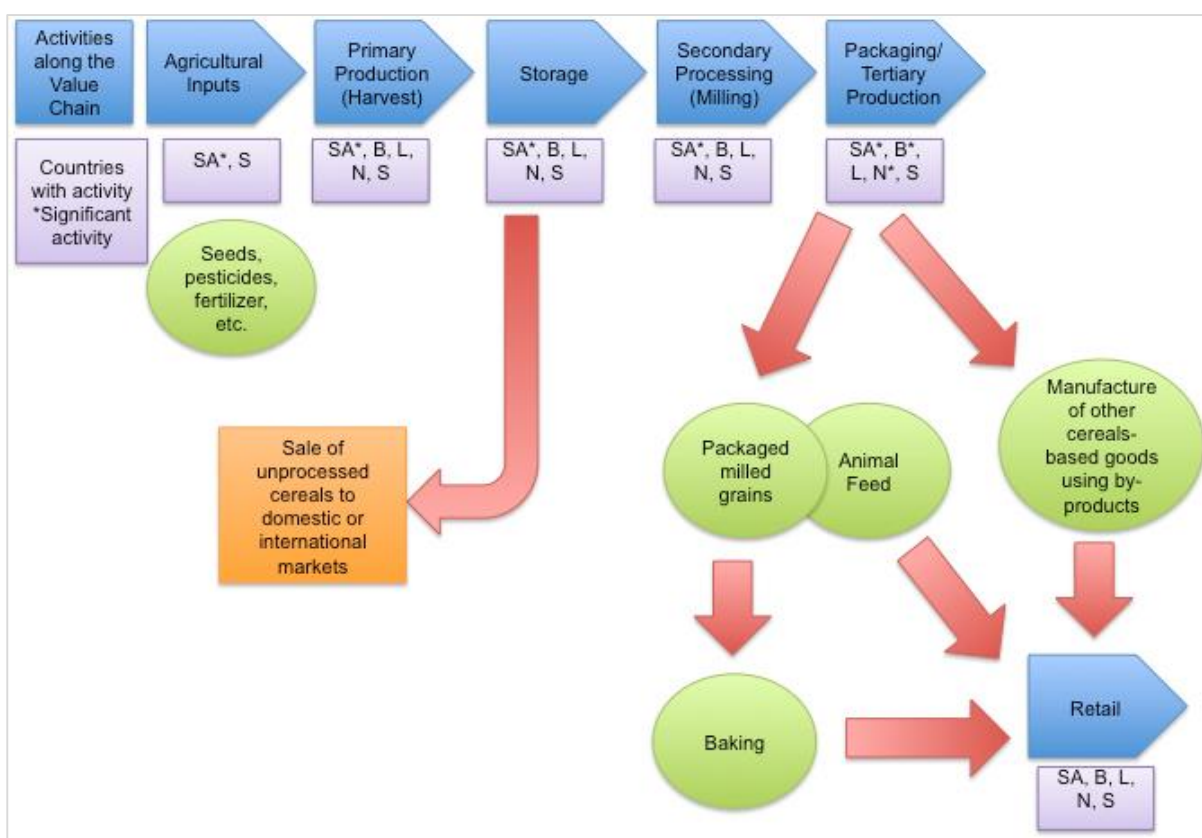 Activities
along the
Value
Chain
Agricultural
Inputs
Primary
Production
(Harvest)
Storage
Secondary
Processing
(Milling)
Packaging/
Tertiary
Production
Countries
with activity
*Significant
activity
SA*, S
SA*, B, L,
N, S
SA*, B, L,
N, S
SA*, B, L,
N, S
SA*, B*,
L, N*, S
Seeds,
pesticides,
fertilizer,
etc.
Sale of
unprocessed
cereals to
domestic or
international
markets
Packaged
milled
grains
Animal
Feed
Manufacture
of other
cereals-
based goods
using by-
products
Baking
Retail
SA, B, L,
N, S